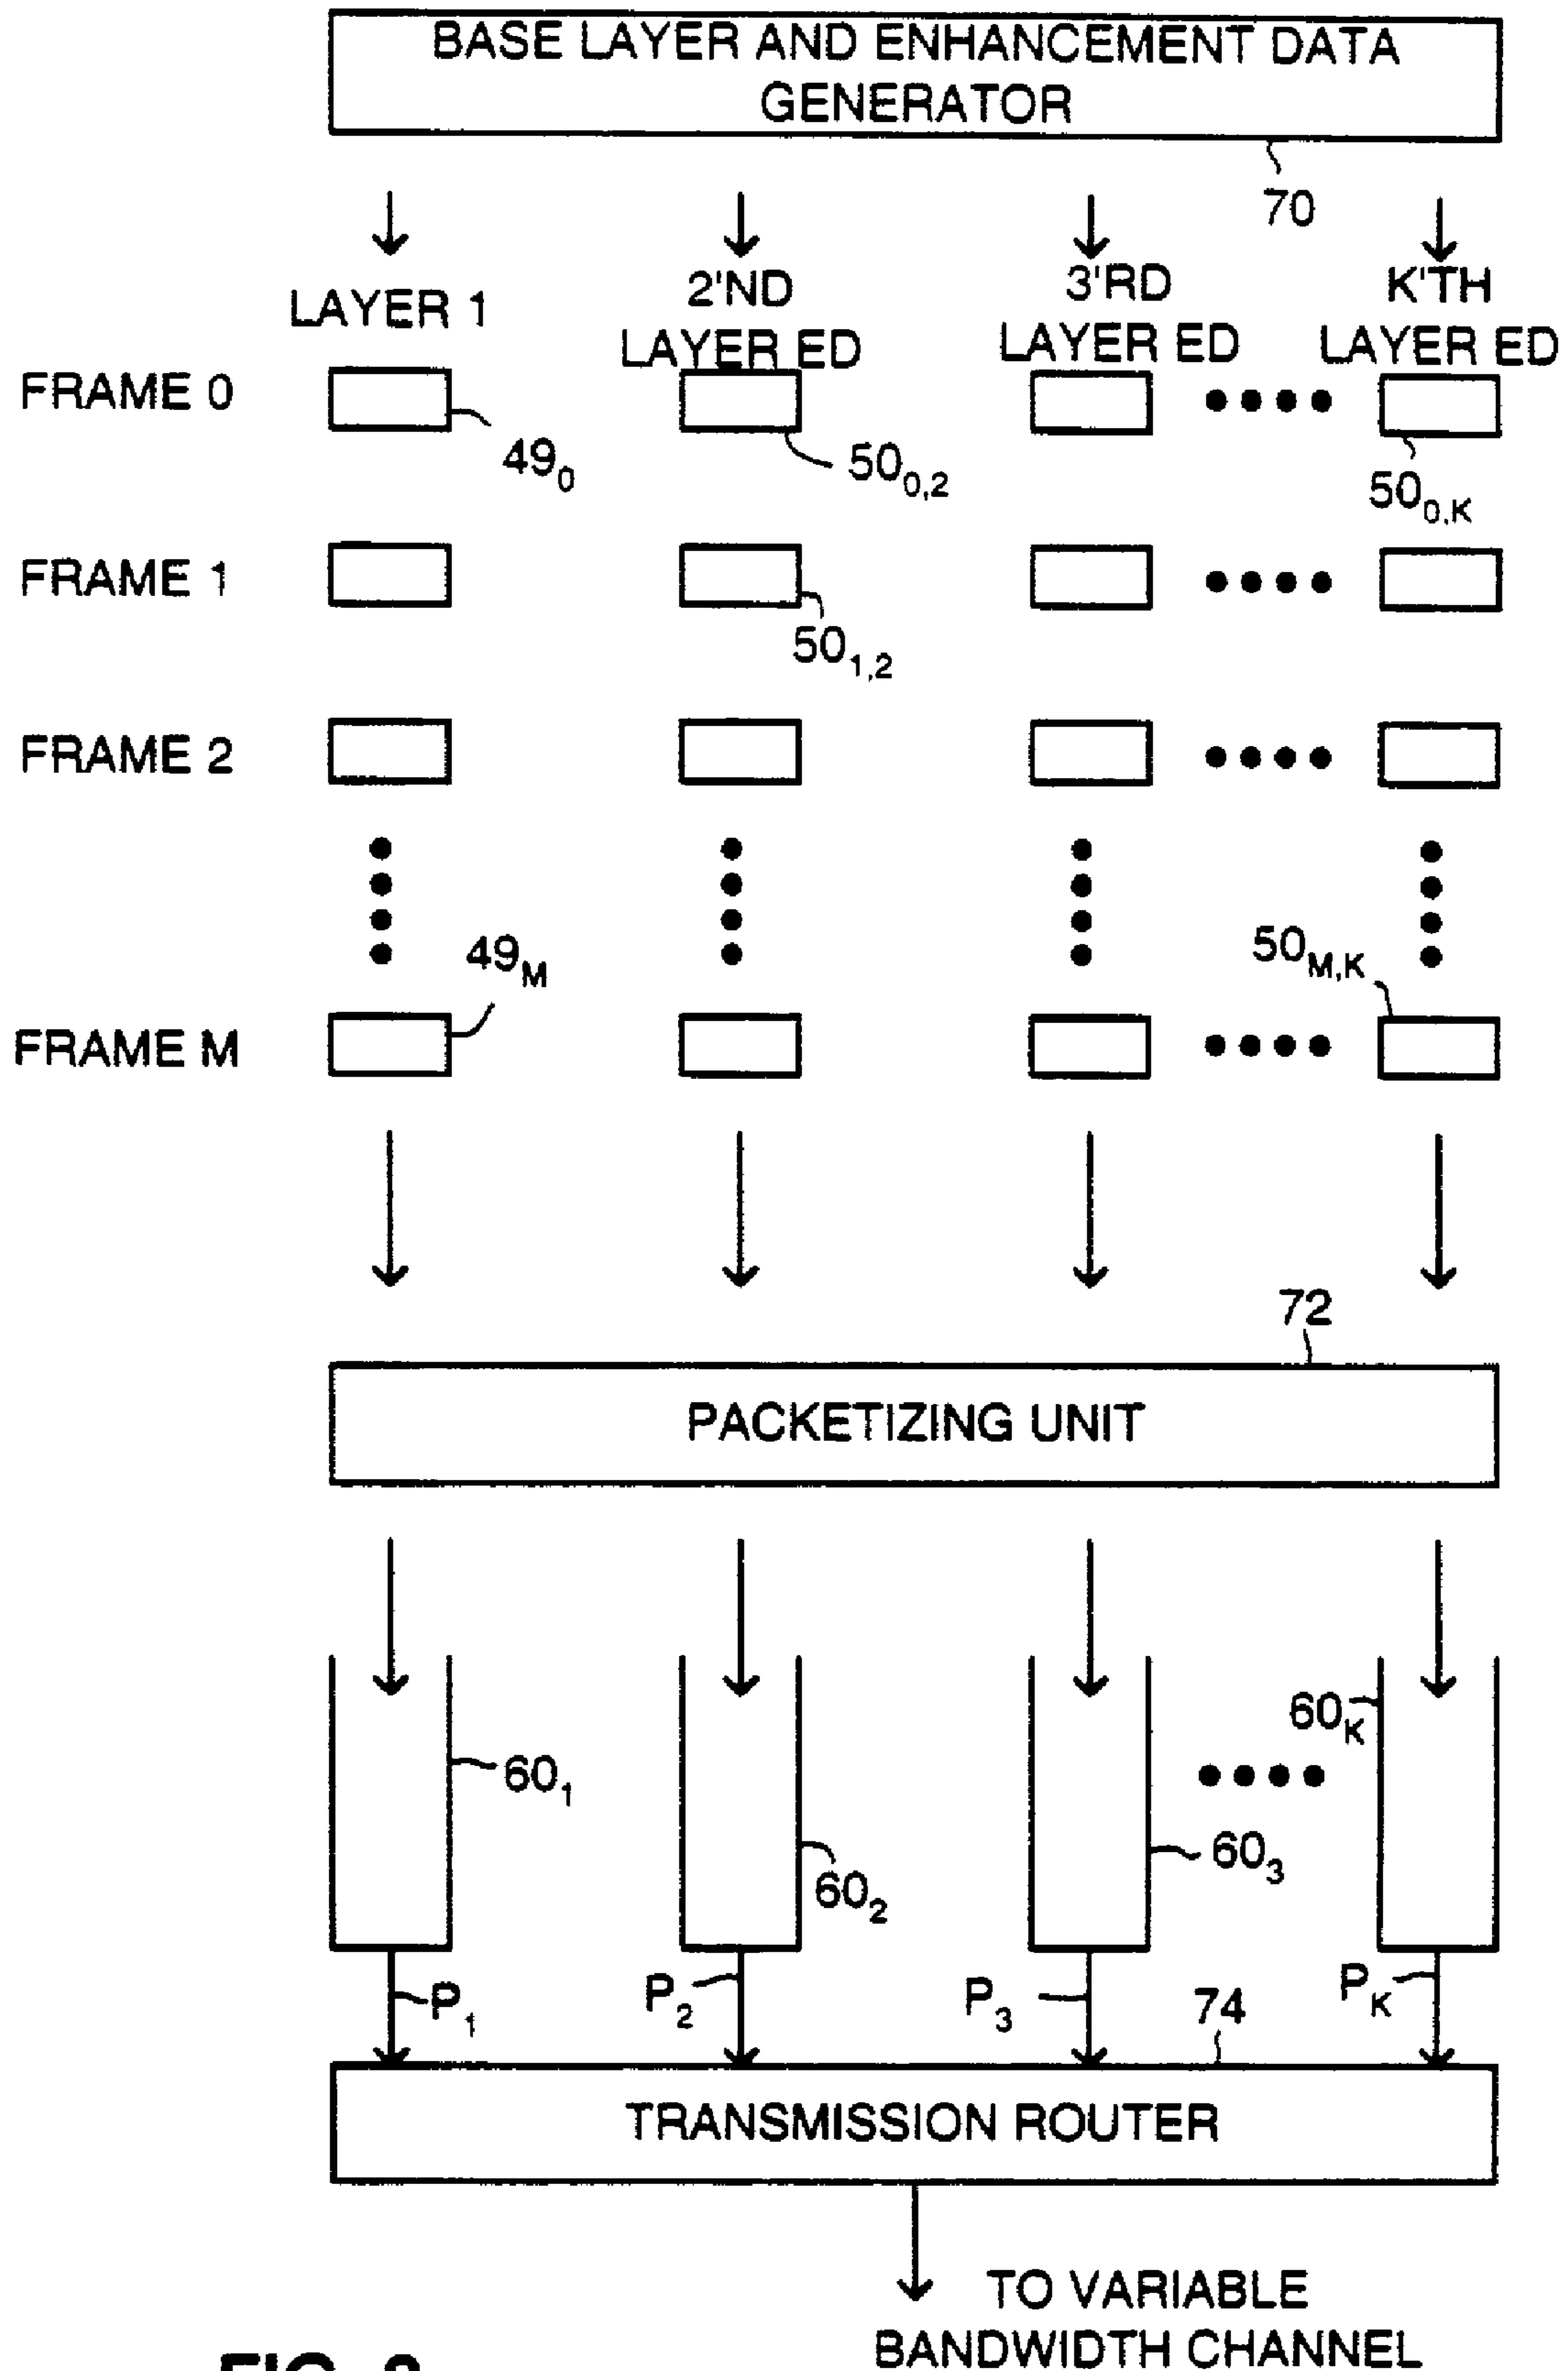 BASE LAYER AND ENHANCEMENT DATA
GENERATOR
70
LAYER 1
2'ND
LAYER ED
3'RD
LAYER ED
K'TH
LAYER ED
FRAME 0
49₀
50₀,₂
50₀,K
FRAME 1
50₁,₂
FRAME 2
49M
50M,K
FRAME M
72
PACKETIZING UNIT
60₁
60₂
60₃
60K
P₁
P₂
P₃
PK
74
TRANSMISSION ROUTER
TO VARIABLE
BANDWIDTH CHANNEL